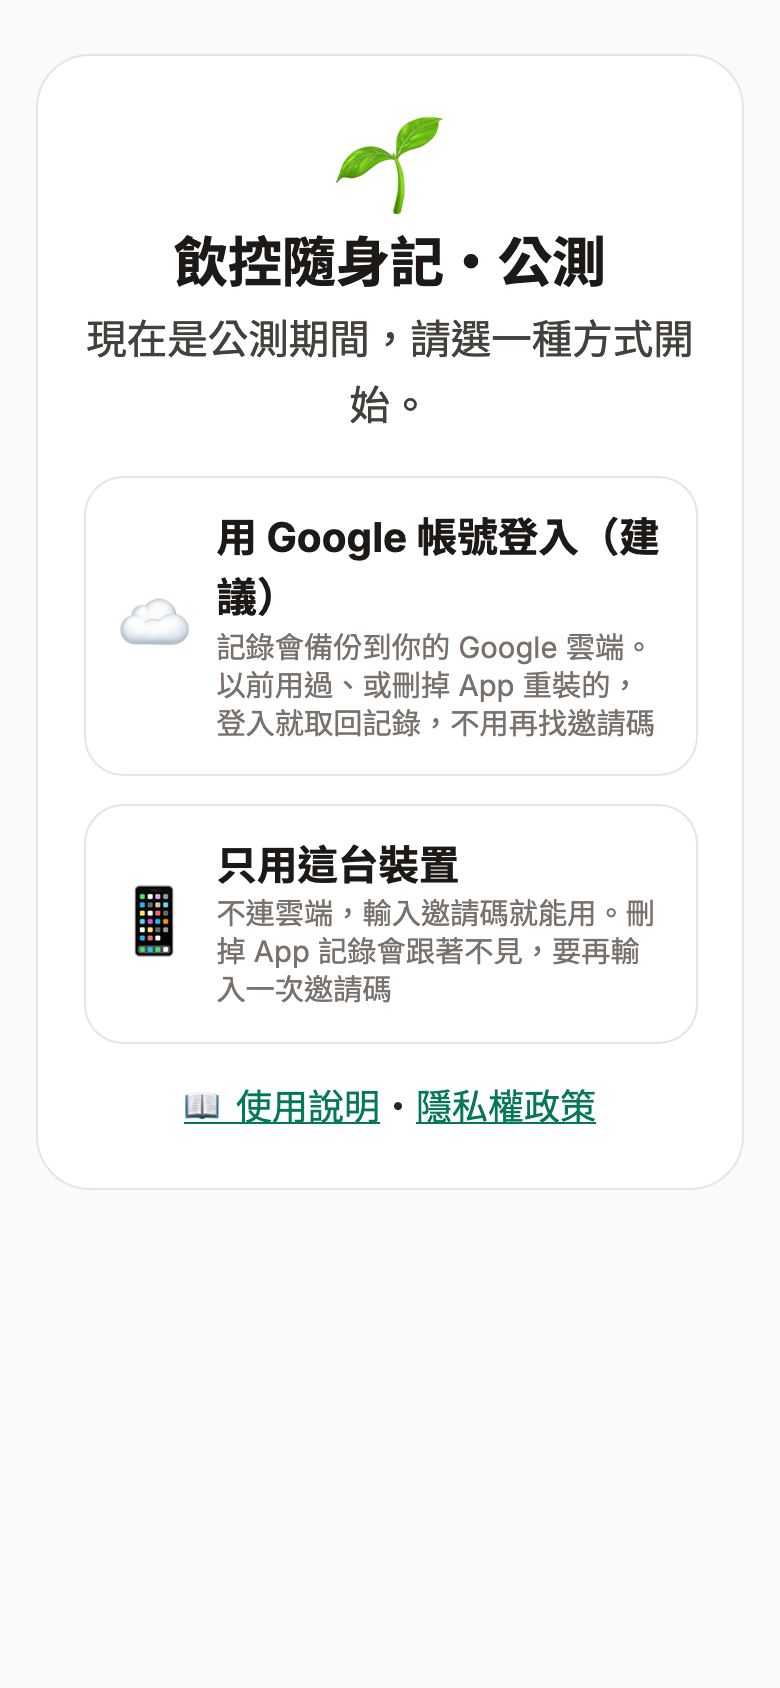 飲控隨身記・公測
現在是公測期間，請選一種方式開
始。
用 Google 帳號登入（建
議）
記錄會備份到你的 Google 雲端。
以前用過、或刪掉 App 重裝的，
登入就取回記錄，不用再找邀請碼
只用這台裝置
不連雲端，輸入邀請碼就能用。刪
掉 App 記錄會跟著不見，要再輸
入一次邀請碼
📖 使用說明・隱私權政策